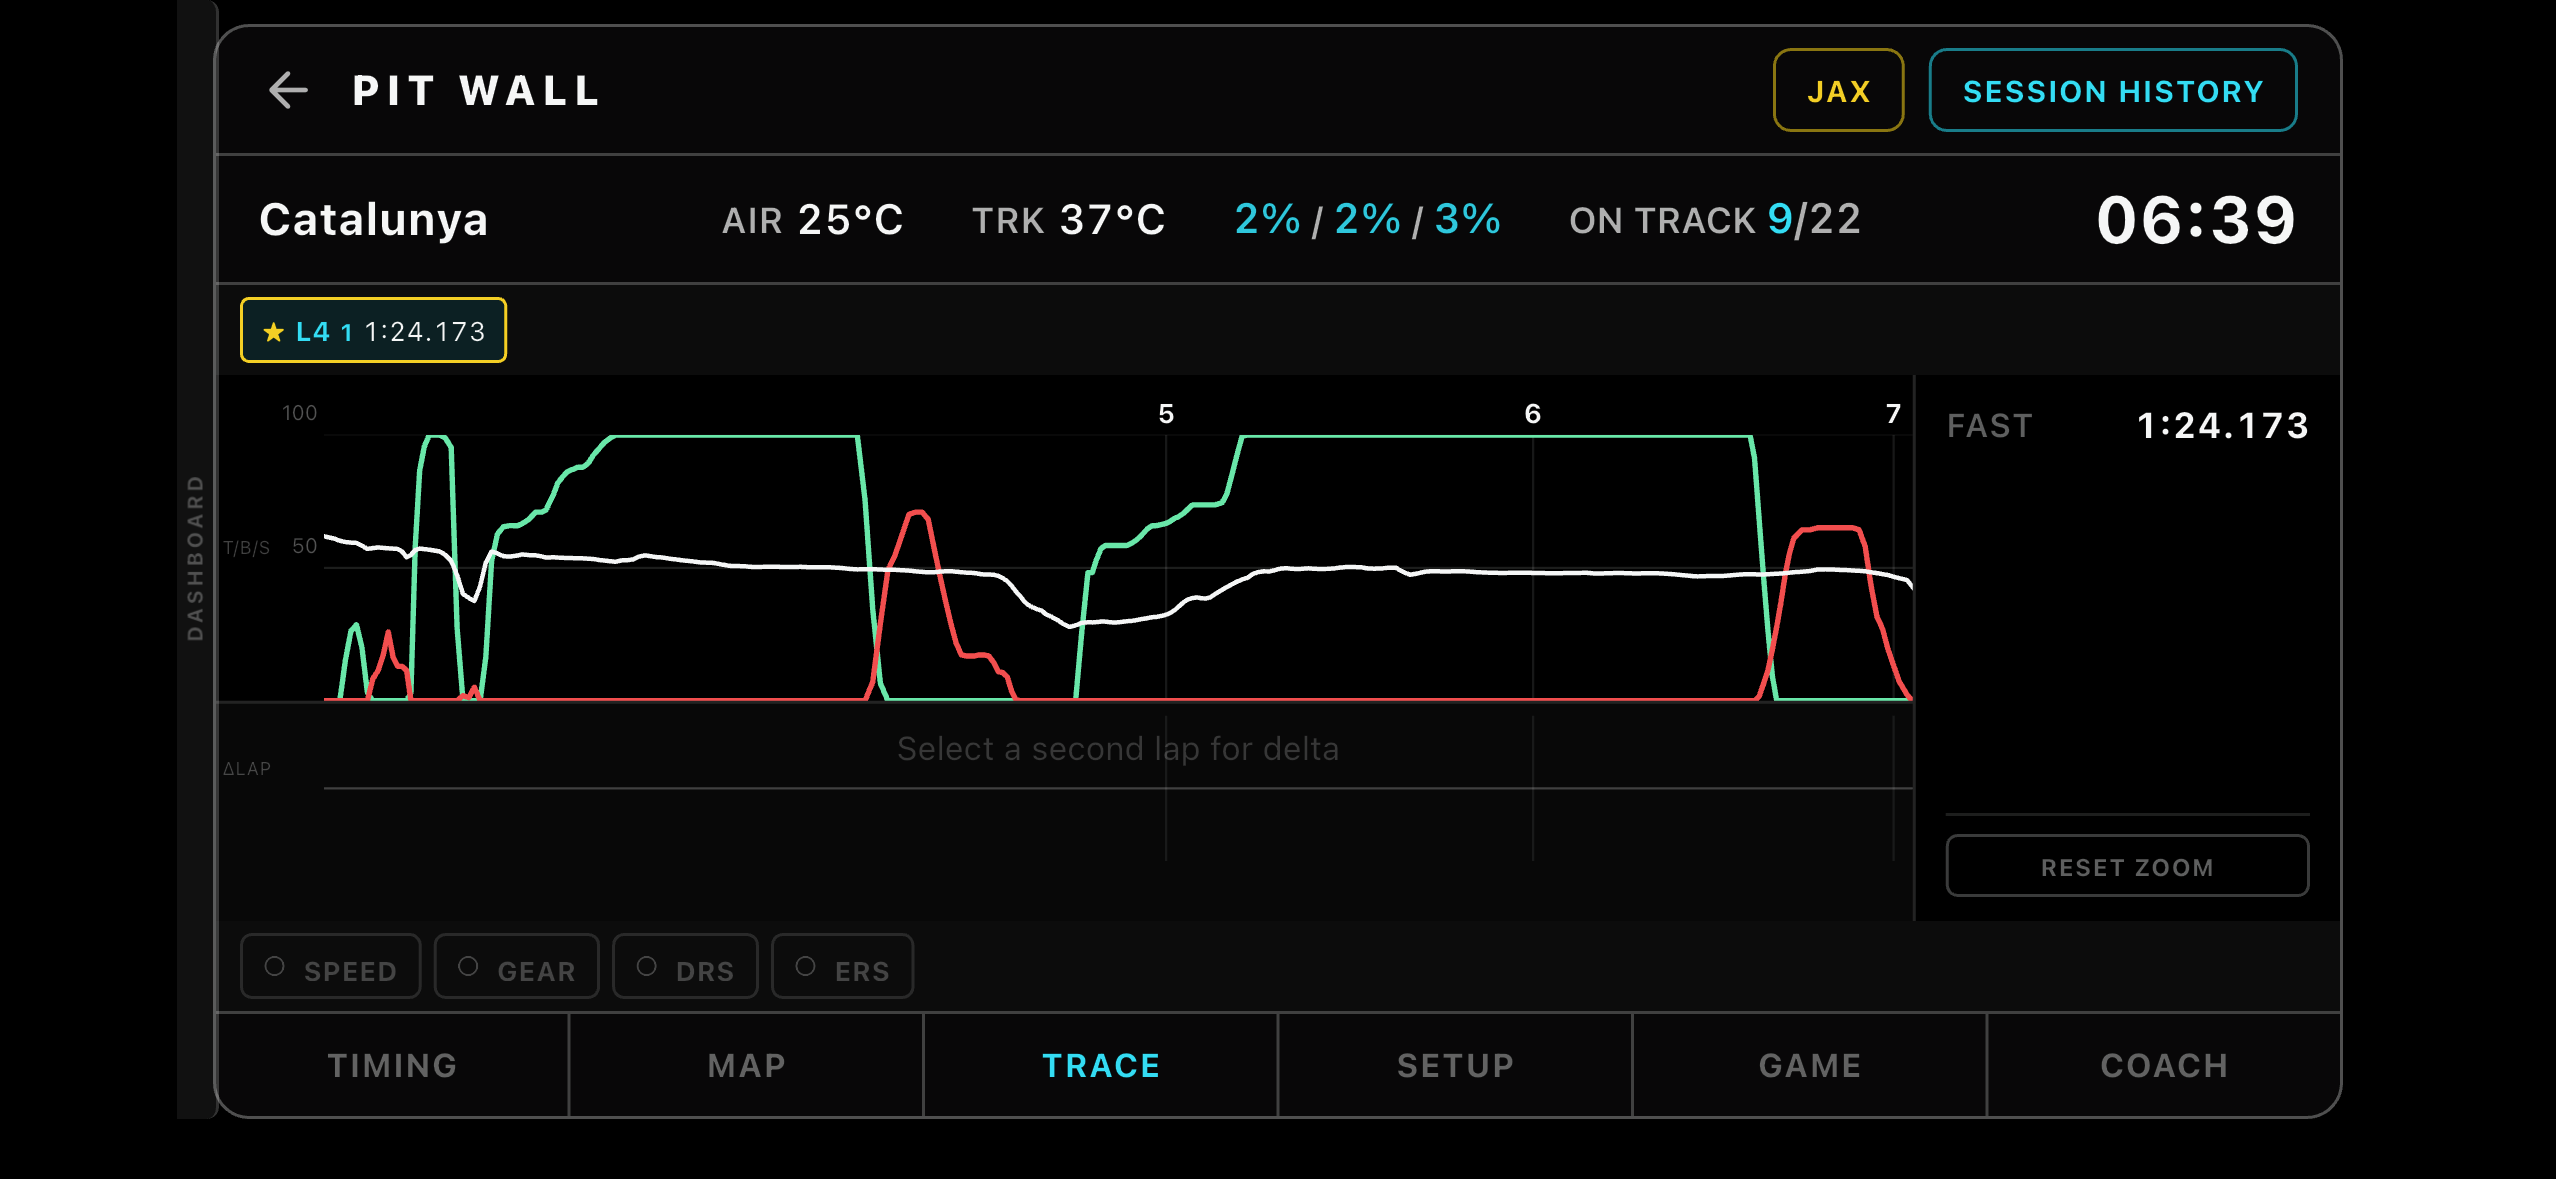 PIT WALL
JAX
SESSION HISTORY
Catalunya
AIR 25°C
TRK 37°C
2% / 2% / 3%
ON TRACK 9/22
06:39
★ L4 1 1:24.173
DASHBOARD
100
5
6
7
T/B/S 50
FAST 1:24.173
Select a second lap for delta
ΔLAP
RESET ZOOM
SPEED
GEAR
DRS
ERS
TIMING
MAP
TRACE
SETUP
GAME
COACH